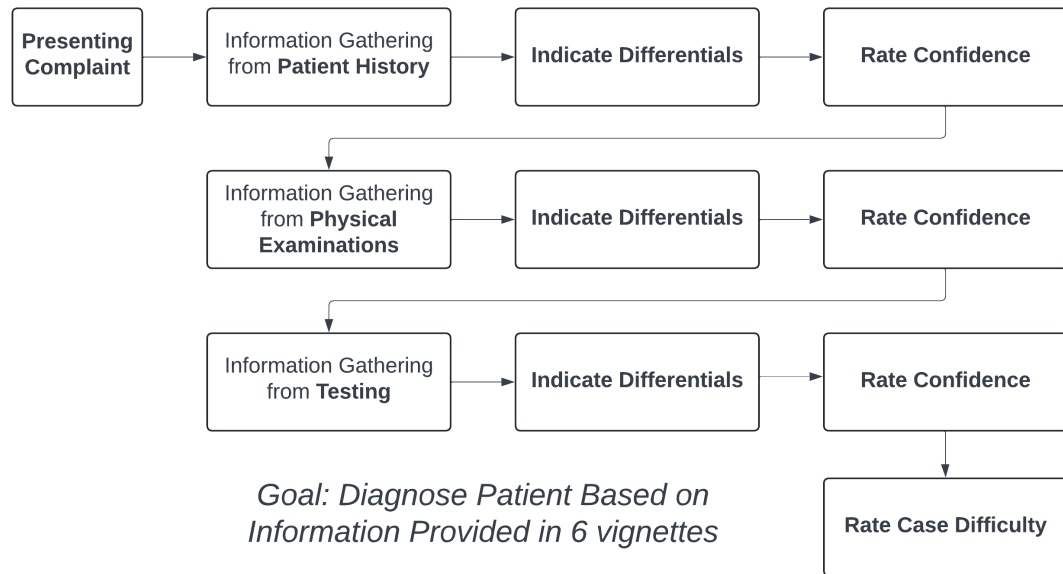 Presenting
Complaint
Information Gathering
from Patient History
Indicate Differentials
Rate Confidence
Information Gathering
from Physical
Examinations
Indicate Differentials
Rate Confidence
Information Gathering
from Testing
Indicate Differentials
Rate Confidence
Goal: Diagnose Patient Based on
Information Provided in 6 vignettes
Rate Case Difficulty